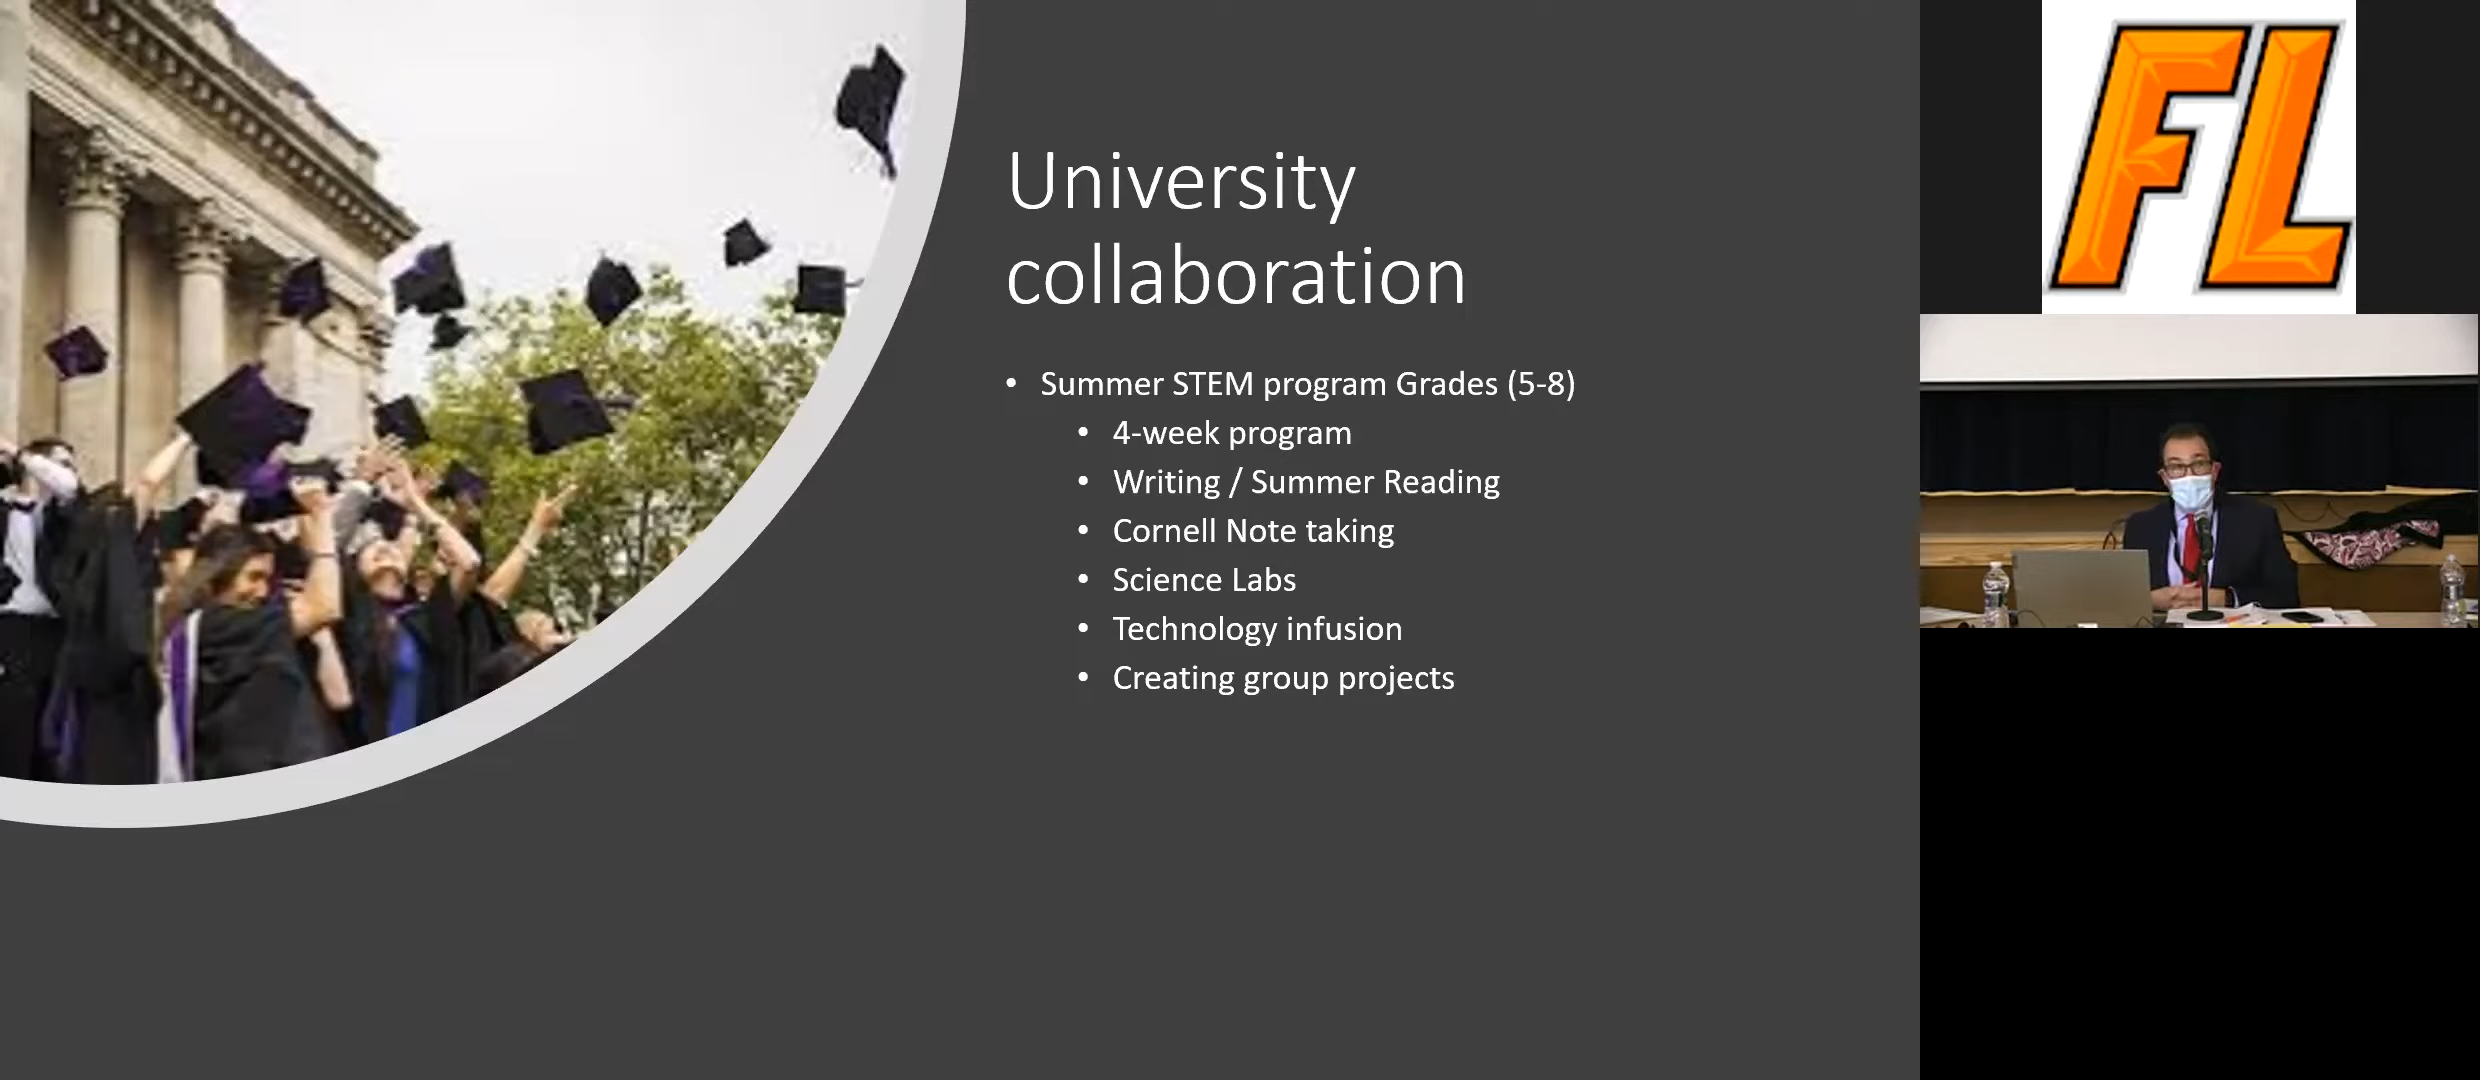 University
collaboration
• Summer STEM program Grades (5-8)
• 4-week program
• Writing / Summer Reading
• Cornell Note taking
• Science Labs
• Technology infusion
• Creating group projects
FL